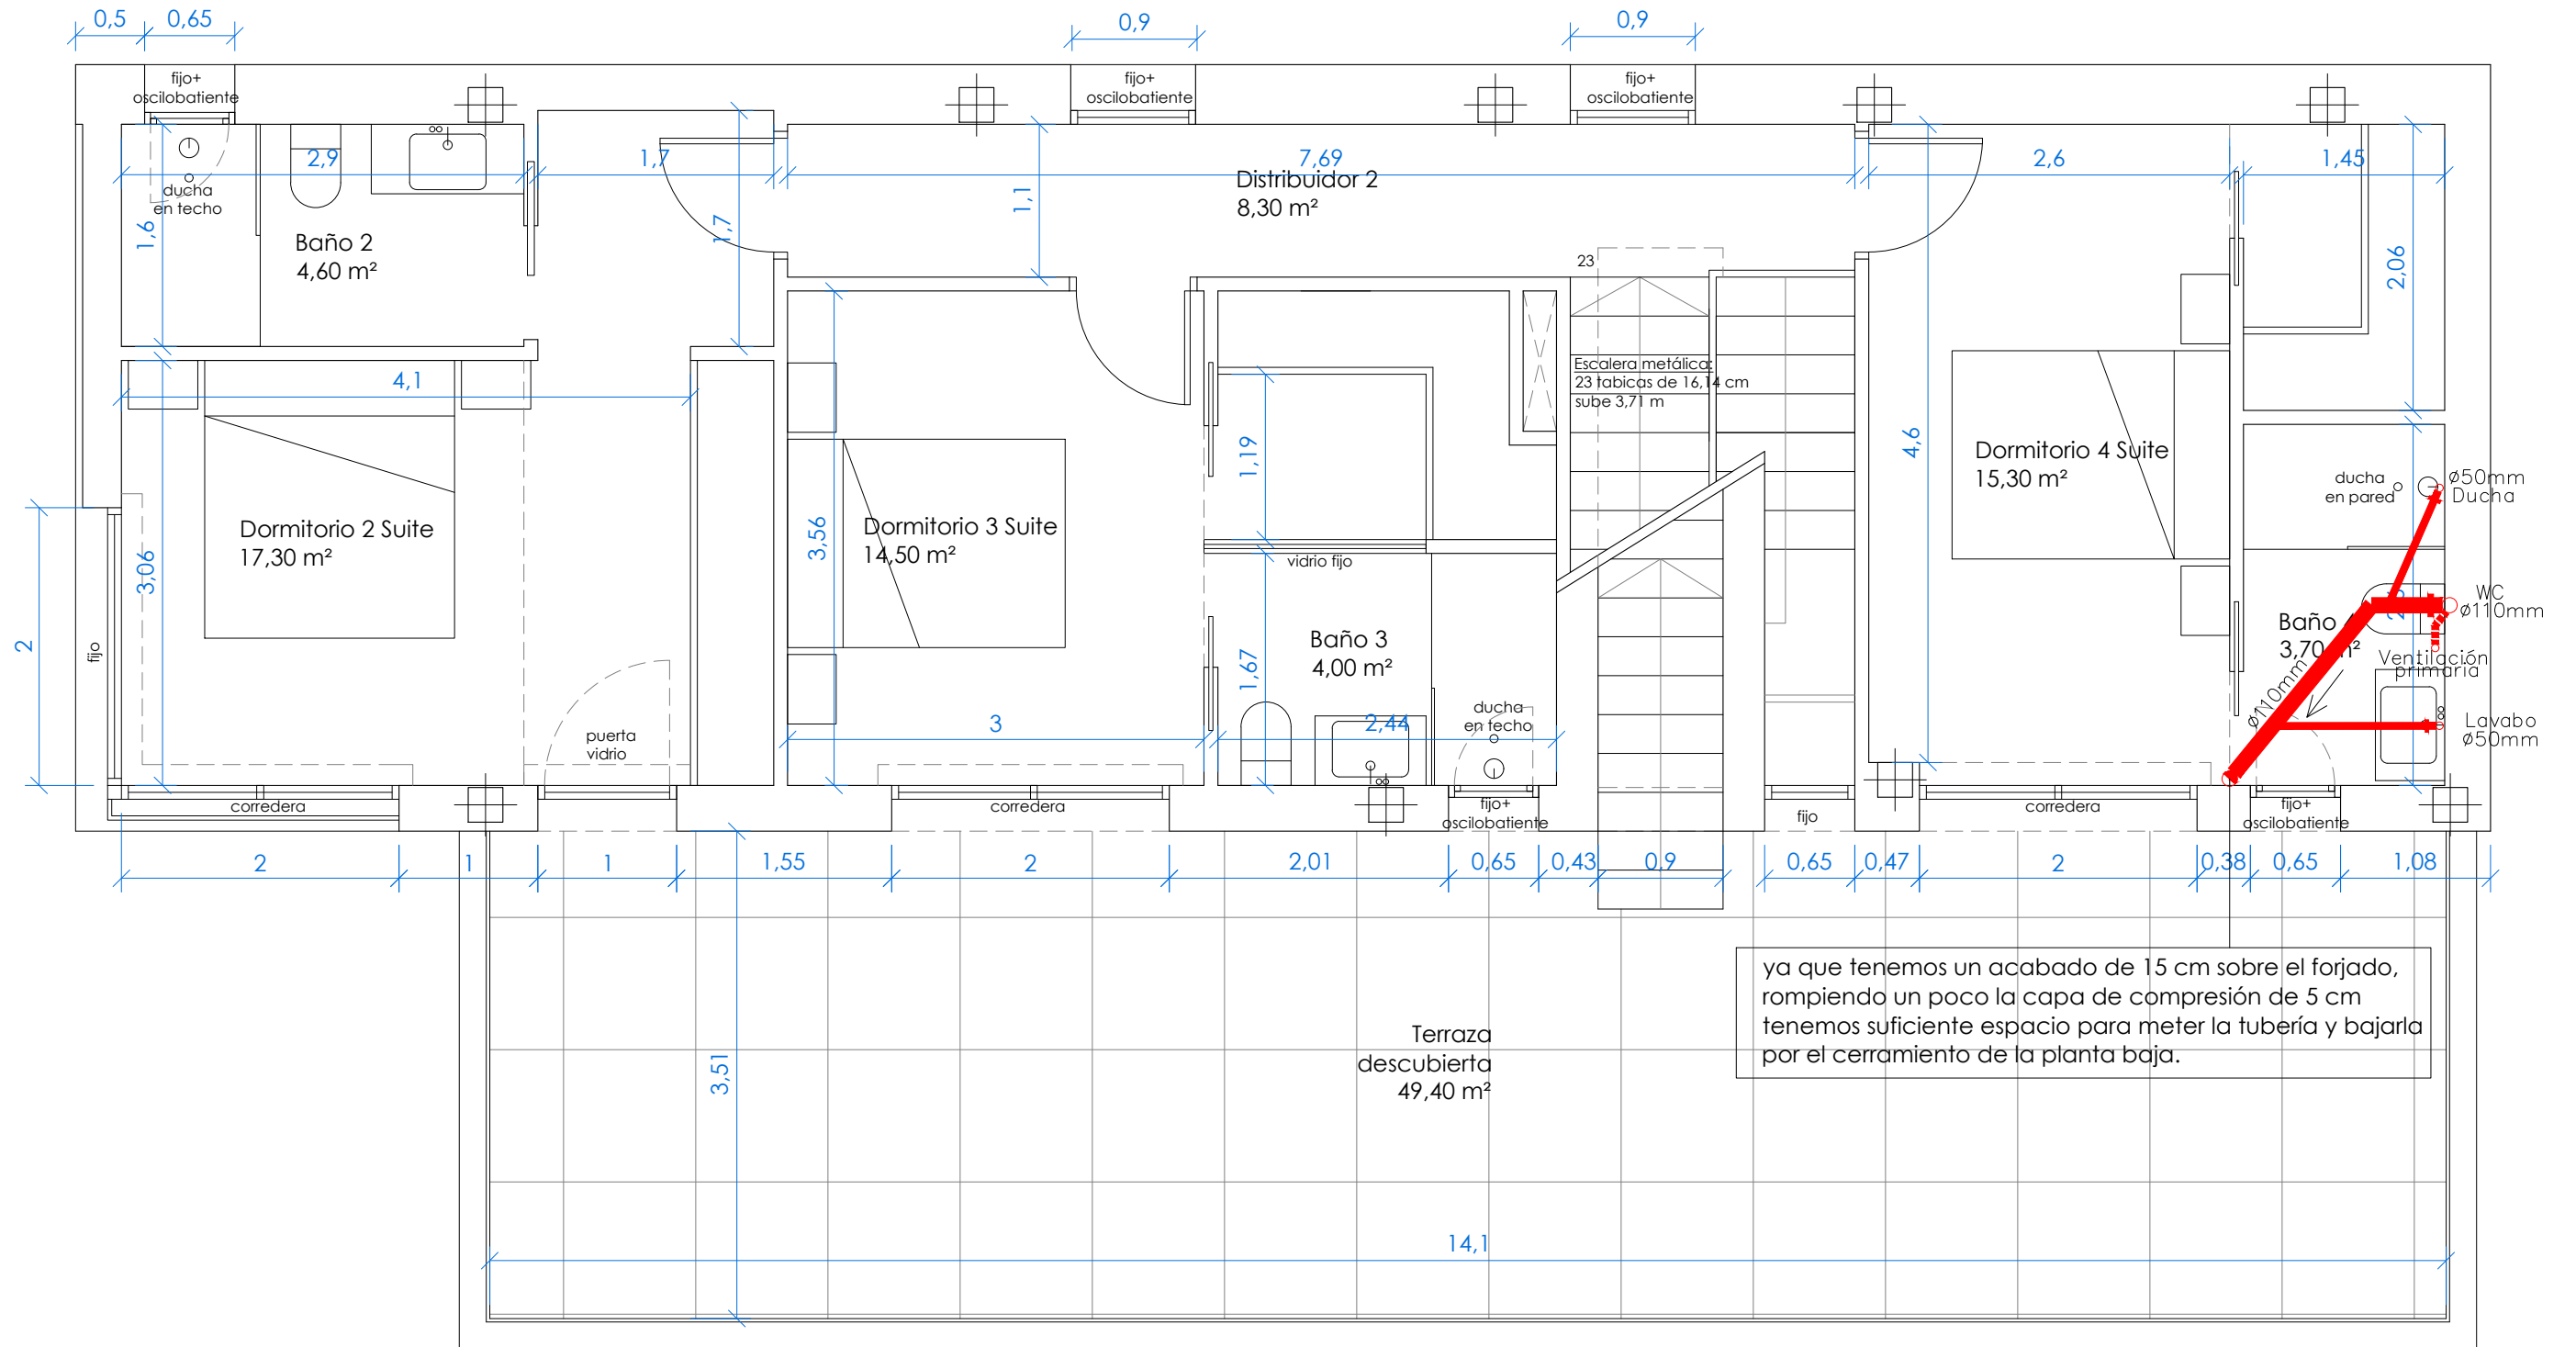 0,5
0,65
0,9
0,9
fijo+
oscilobatiente
fijo+
oscilobatiente
fijo+
oscilobatiente
2,9
1,7
7,69
2,6
1,45
ducha
en techo
1,6
Baño 2
4,60 m²
1,7
1,1
Distribuidor 2
8,30 m²
2,06
23
Escalera metálica:
23 tabicas de 16,14 cm
sube 3,71 m
4,1
1,19
4,6
Dormitorio 4 Suite
15,30 m²
ducha
en pared
ø50mm
Ducha
Dormitorio 2 Suite
17,30 m²
3,06
3,56
Dormitorio 3 Suite
14,50 m²
vidrio fijo
2
fijo
WC
ø110mm
Baño
3,70 m²
Baño 3
4,00 m²
1,67
Ventilación
primaria
ø110mm
Lavabo
ø50mm
puerta
vidrio
3
2,44
ducha
en techo
corredera
corredera
fijo+
oscilobatiente
fijo
corredera
fijo+
oscilobatiente
2
1
1
1,55
2
2,01
0,65
0,43
0,9
0,65
0,47
2
0,38
0,65
1,08
ya que tenemos un acabado de 15 cm sobre el forjado,
rompiendo un poco la capa de compresión de 5 cm
tenemos suficiente espacio para meter la tubería y bajarla
por el cerramiento de la planta baja.
3,51
Terraza
descubierta
49,40 m²
14,1